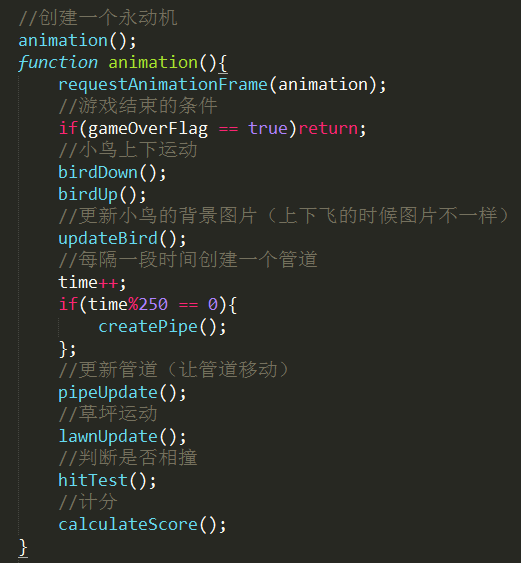 //创建一个永动机
animation();
function animation(){
    requestAnimationFrame(animation);
    //游戏结束的条件
    if(gameOverFlag == true)return;
    //小鸟上下运动
    birdDown();
    birdUp();
    //更新小鸟的背景图片（上下飞的时候图片不一样）
    updateBird();
    //每隔一段时间创建一个管道
    time++;
    if(time%250 == 0){
        createPipe();
    };
    //更新管道（让管道移动）
    pipeUpdate();
    //草坪运动
    lawnUpdate();
    //判断是否相撞
    hitTest();
    //计分
    calculateScore();
}